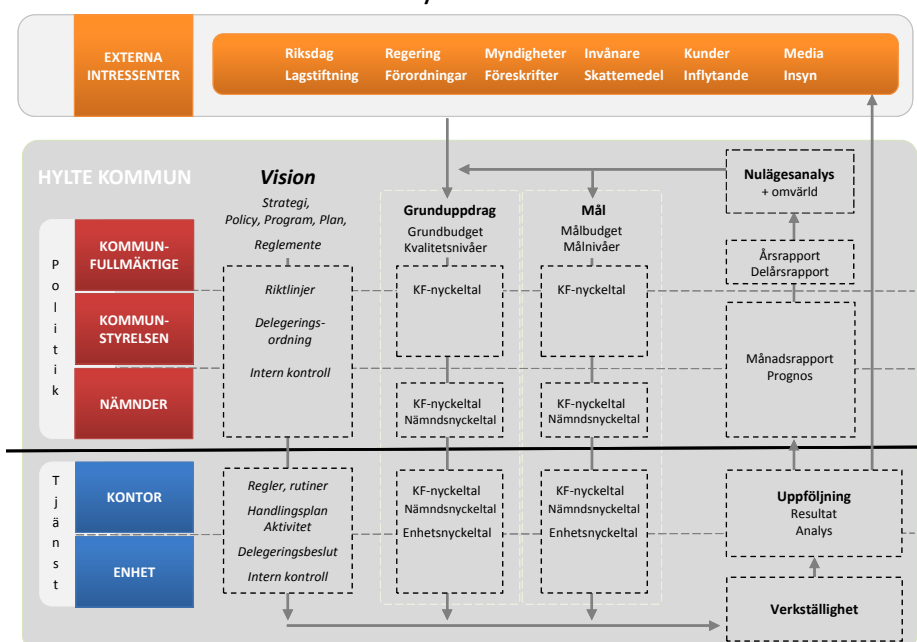 EXTERNA
INTRESSENTER
Riksdag
Lagstiftning
Regering
Förordningar
Myndigheter
Föreskrifter
Invånare
Skattemedel
Kunder
Inflytande
Media
Insyn
HYLTE KOMMUN
Politik
KOMMUN-
FULLMÄKTIGE
KOMMUN-
STYRELSEN
NÄMNDER
Tjänst
KONTOR
ENHET
Vision
Strategi,
Policy, Program, Plan,
Reglemente
Riktlinjer
Delegerings-
ordning
Intern kontroll
Regler, rutiner
Handlingsplan
Aktivitet
Delegeringsbeslut
Intern kontroll
Grunduppdrag
Grundbudget
Kvalitetsnivåer
KF-nyckeltal
KF-nyckeltal
Nämndsnyckeltal
KF-nyckeltal
Nämndsnyckeltal
Enhetsnyckeltal
Mål
Målbudget
Målnivåer
KF-nyckeltal
KF-nyckeltal
Nämndsnyckeltal
KF-nyckeltal
Nämndsnyckeltal
Enhetsnyckeltal
Nulägesanalys
+ omvärld
Årsrapport
Delårsrapport
Månadsrapport
Prognos
Uppföljning
Resultat
Analys
Verkställighet